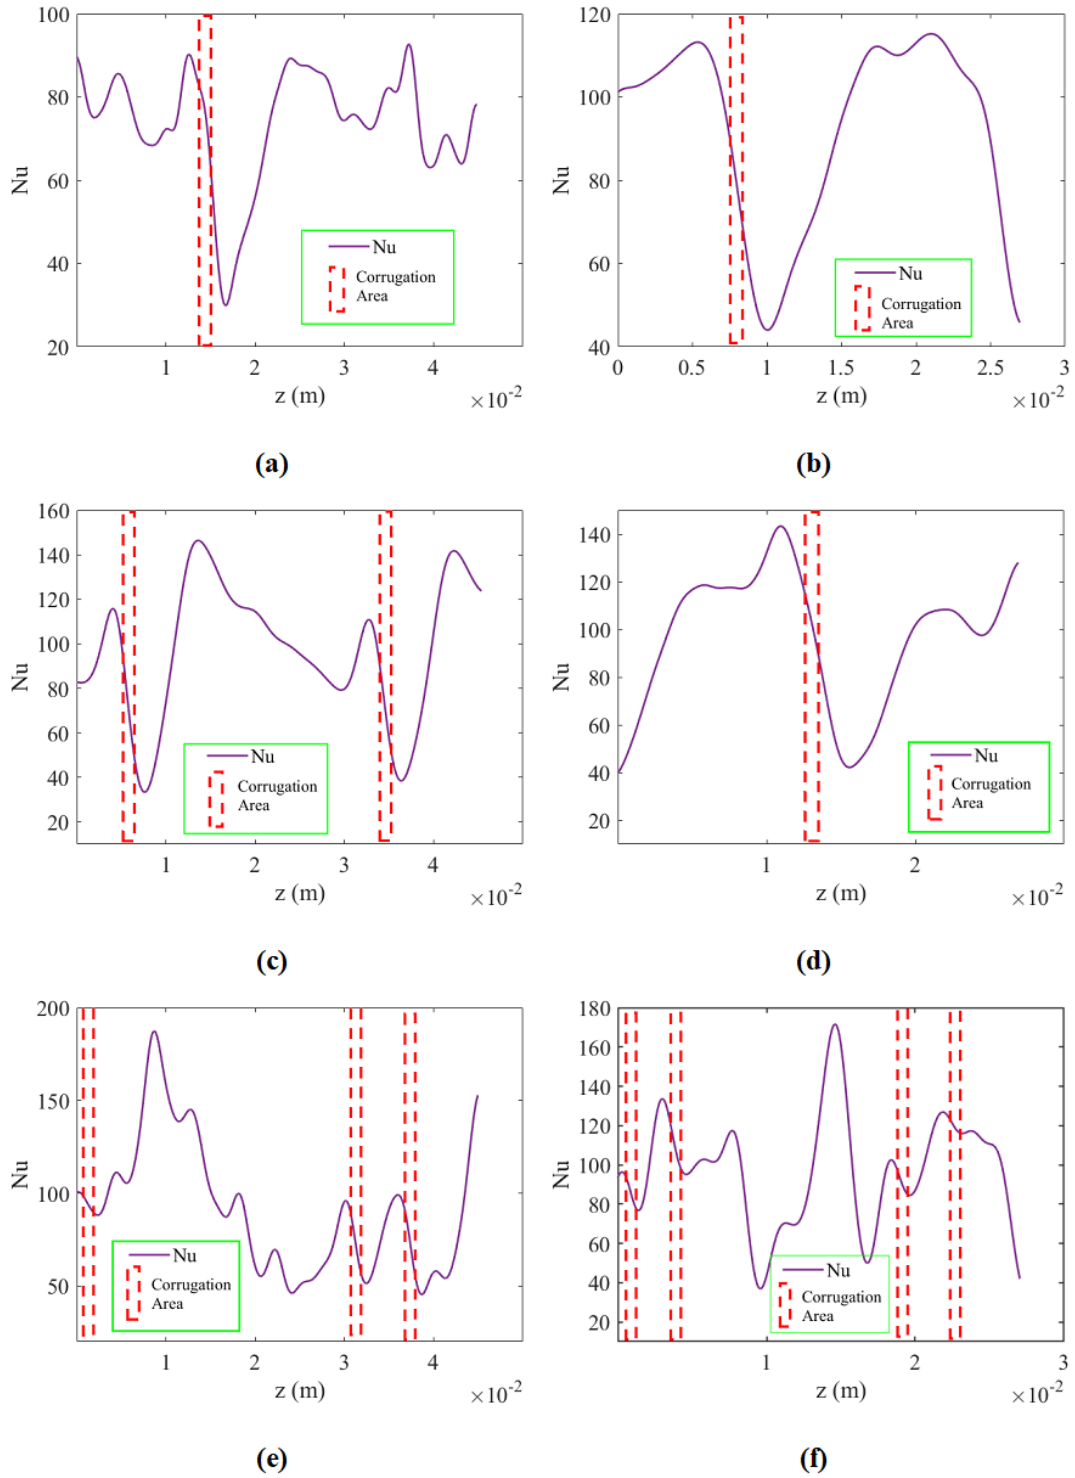 100
80
60
40
20
Nu
Nu
Corrugation
Area
1
2
3
4
z (m)
×10-2
(a)
120
100
80
60
40
Nu
Nu
Corrugation
Area
0
0.5
1
1.5
2
2.5
3
z (m)
×10-2
(b)
160
140
120
100
80
60
40
20
Nu
Nu
Corrugation
Area
1
2
3
4
z (m)
×10-2
(c)
140
120
100
80
60
40
20
Nu
Nu
Corrugation
Area
1
2
3
z (m)
×10-2
(d)
200
150
100
50
Nu
Nu
Corrugation
Area
1
2
3
4
z (m)
×10-2
(e)
180
160
140
120
100
80
60
40
20
Nu
Nu
Corrugation
Area
1
2
3
z (m)
×10-2
(f)